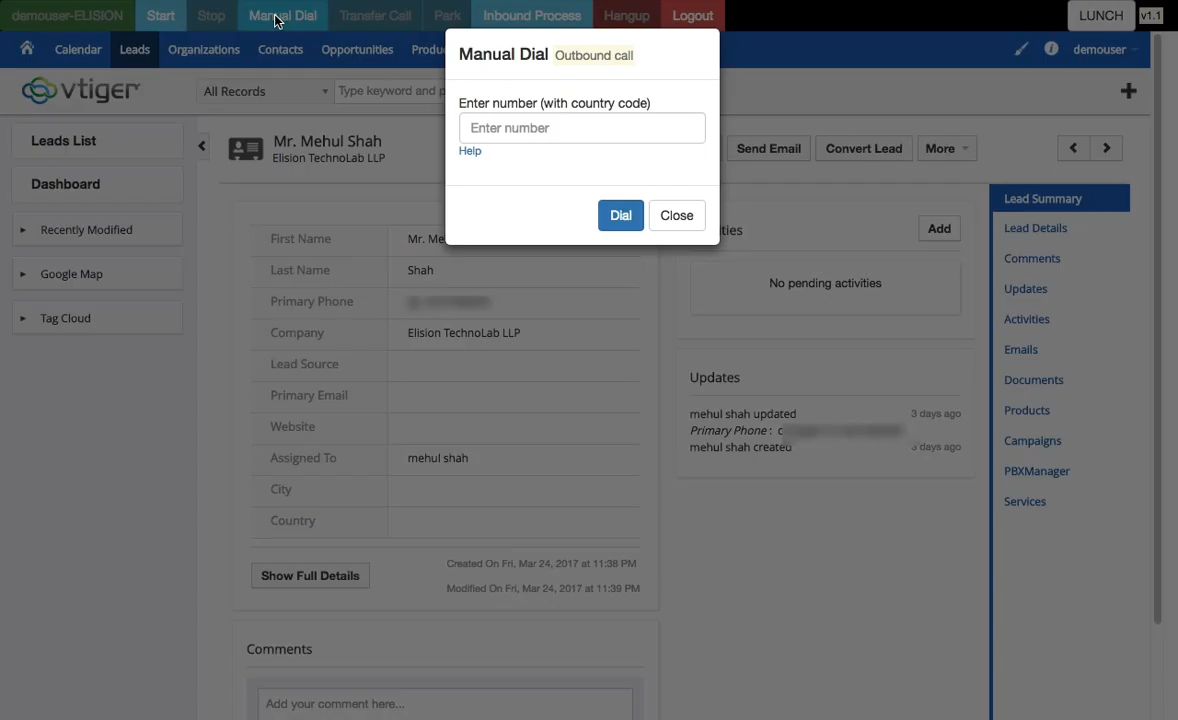 demouser-ELISION Start Stop Manual Dial Transfer Call Park Inbound Process Hangup Logout LUNCH v1.1
Calendar Leads Organizations Contacts Opportunities demouser
vtiger All Records Type keyword and
Manual Dial Outbound call
Enter number (with country code)
Enter number
Help
Dial Close
Leads List
Dashboard
Recently Modified
Google Map
Tag Cloud
Mr. Mehul Shah
Elision TechnoLab LLP
Send Email Convert Lead More
First Name Mr.
Last Name Shah
Primary Phone
Company Elision TechnoLab LLP
Lead Source
Primary Email
Website
Assigned To mehul shah
City
Country
Show Full Details
Created On Fri, Mar 24, 2017 at 11:38 PM
Modified On Fri, Mar 24, 2017 at 11:39 PM
Comments
Add your comment here...
Add
No pending activities
Updates
mehul shah updated 3 days ago
Primary Phone :
mehul shah created 3 days ago
Lead Summary
Lead Details
Comments
Updates
Activities
Emails
Documents
Products
Campaigns
PBXManager
Services